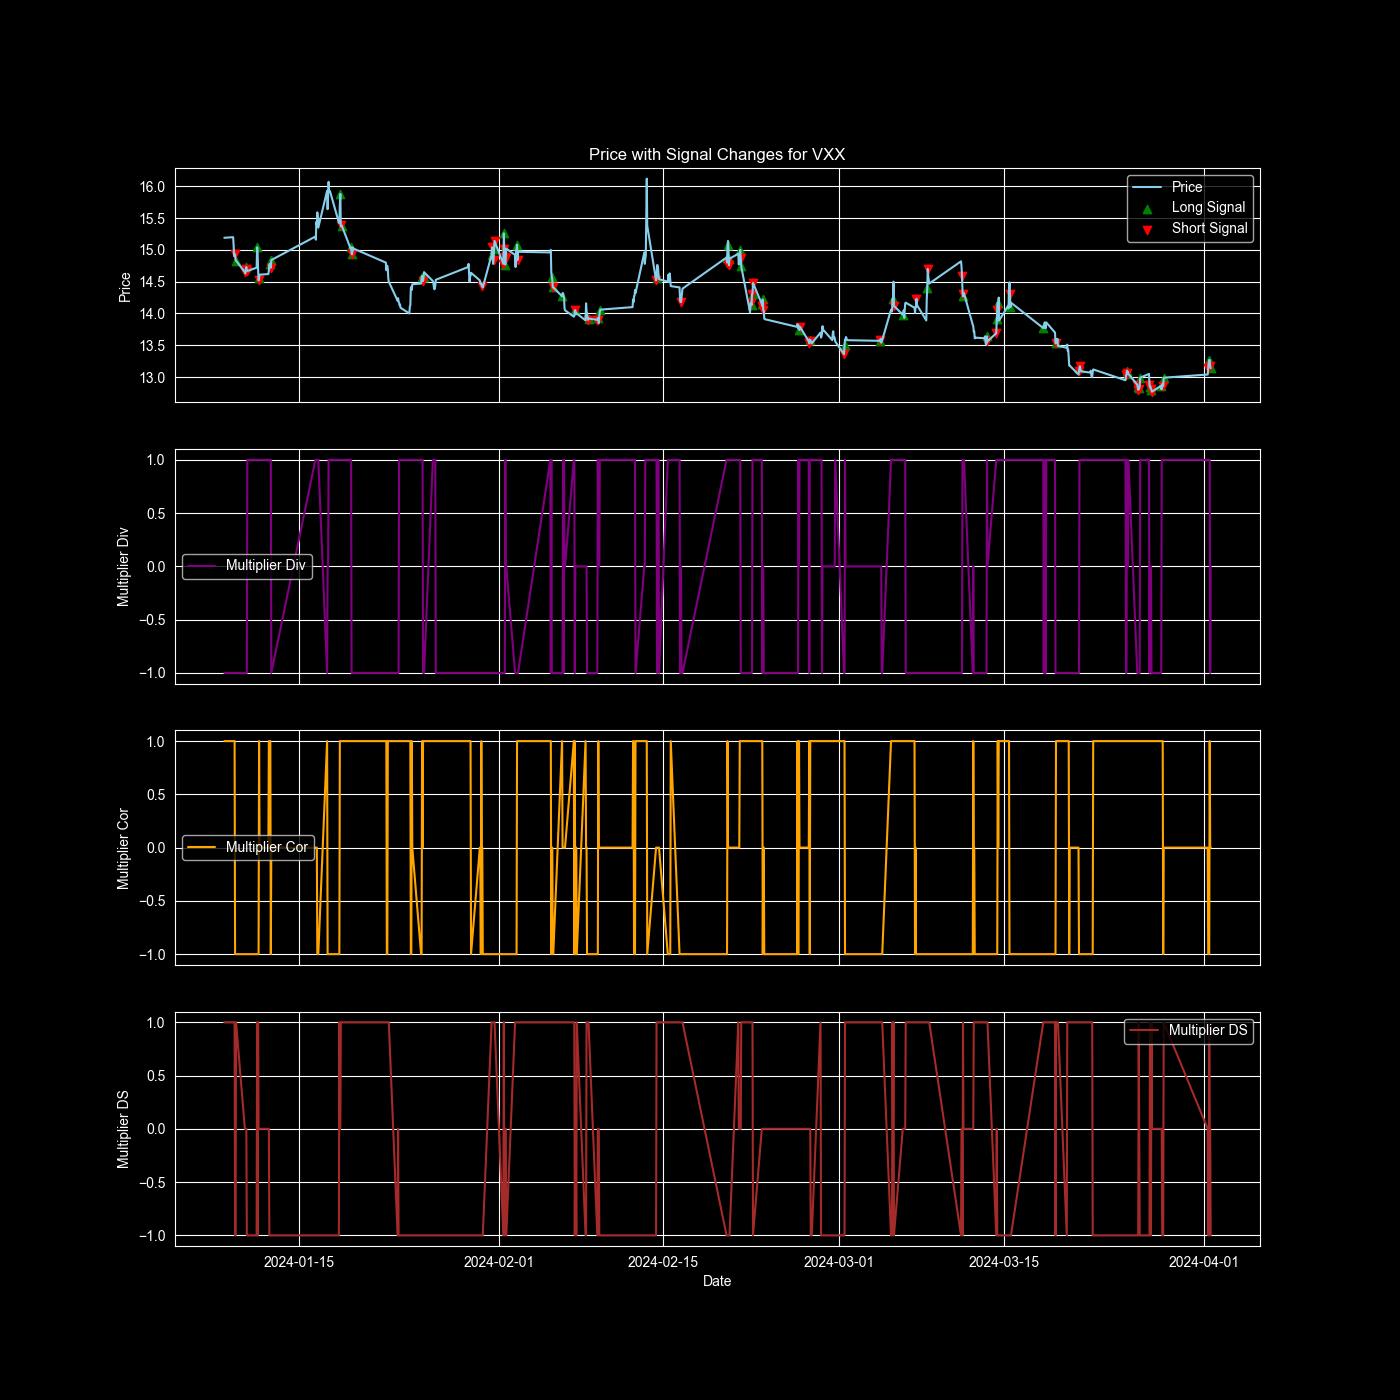 Price with Signal Changes for VXX
Price
16.0
15.5
15.0
14.5
14.0
13.5
13.0
Price
Long Signal
Short Signal
Multiplier Div
1.0
0.5
0.0
−0.5
−1.0
Multiplier Div
Multiplier Cor
1.0
0.5
0.0
−0.5
−1.0
Multiplier Cor
Multiplier DS
1.0
0.5
0.0
−0.5
−1.0
Multiplier DS
2024-01-15 2024-02-01 2024-02-15 2024-03-01 2024-03-15 2024-04-01
Date